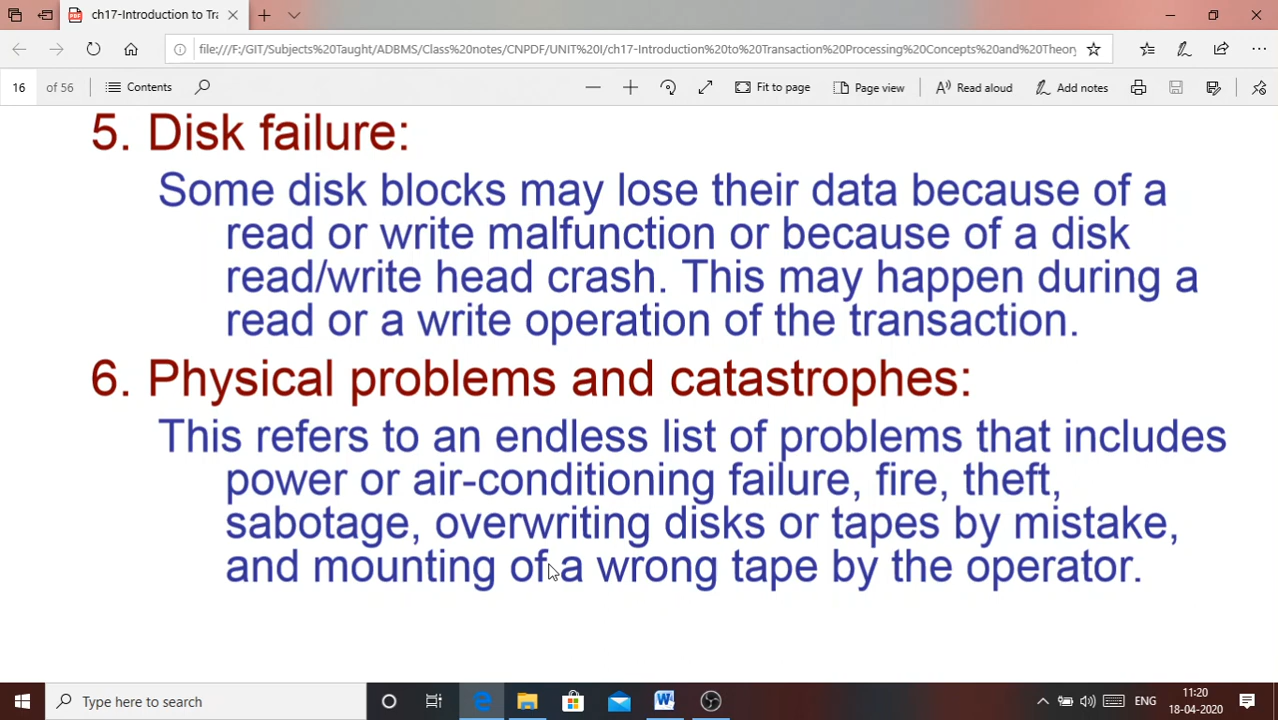 ch17-Introduction to Tra
file:///F:/GIT/Subjects%20Taught/ADBMS/Class%20notes/CNPDF/UNIT%20I/ch17-Introduction%20to%20Transaction%20Processing%20Concepts%20and%20Theory
16 of 56 Contents Fit to page Page view Read aloud Add notes
5. Disk failure:
Some disk blocks may lose their data because of a
read or write malfunction or because of a disk
read/write head crash. This may happen during a
read or a write operation of the transaction.
6. Physical problems and catastrophes:
This refers to an endless list of problems that includes
power or air-conditioning failure, fire, theft,
sabotage, overwriting disks or tapes by mistake,
and mounting of a wrong tape by the operator.
Type here to search
ENG
11:20
18-04-2020